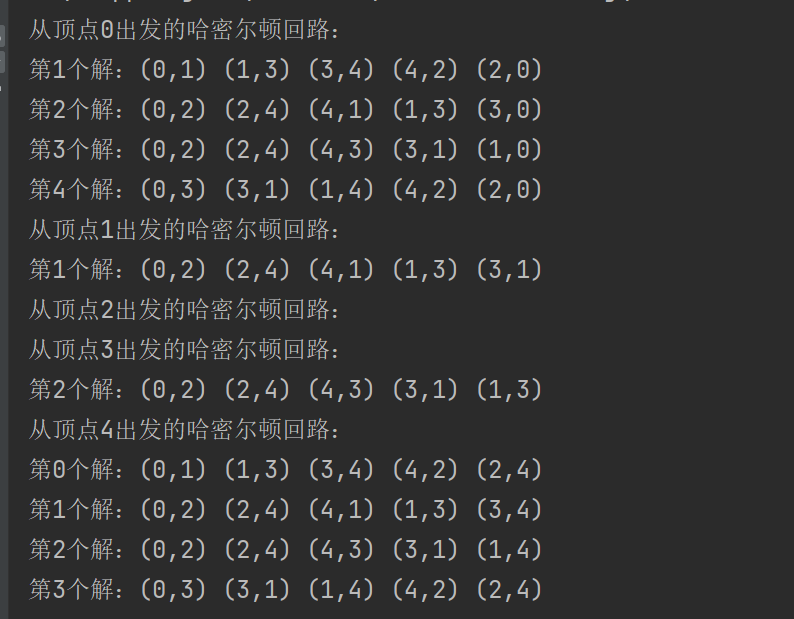 从顶点0出发的哈密尔顿回路:
第1个解: (0,1) (1,3) (3,4) (4,2) (2,0)
第2个解: (0,2) (2,4) (4,1) (1,3) (3,0)
第3个解: (0,2) (2,4) (4,3) (3,1) (1,0)
第4个解: (0,3) (3,1) (1,4) (4,2) (2,0)
从顶点1出发的哈密尔顿回路:
第1个解: (0,2) (2,4) (4,1) (1,3) (3,1)
从顶点2出发的哈密尔顿回路:
从顶点3出发的哈密尔顿回路:
第2个解: (0,2) (2,4) (4,3) (3,1) (1,3)
从顶点4出发的哈密尔顿回路:
第0个解: (0,1) (1,3) (3,4) (4,2) (2,4)
第1个解: (0,2) (2,4) (4,1) (1,3) (3,4)
第2个解: (0,2) (2,4) (4,3) (3,1) (1,4)
第3个解: (0,3) (3,1) (1,4) (4,2) (2,4)